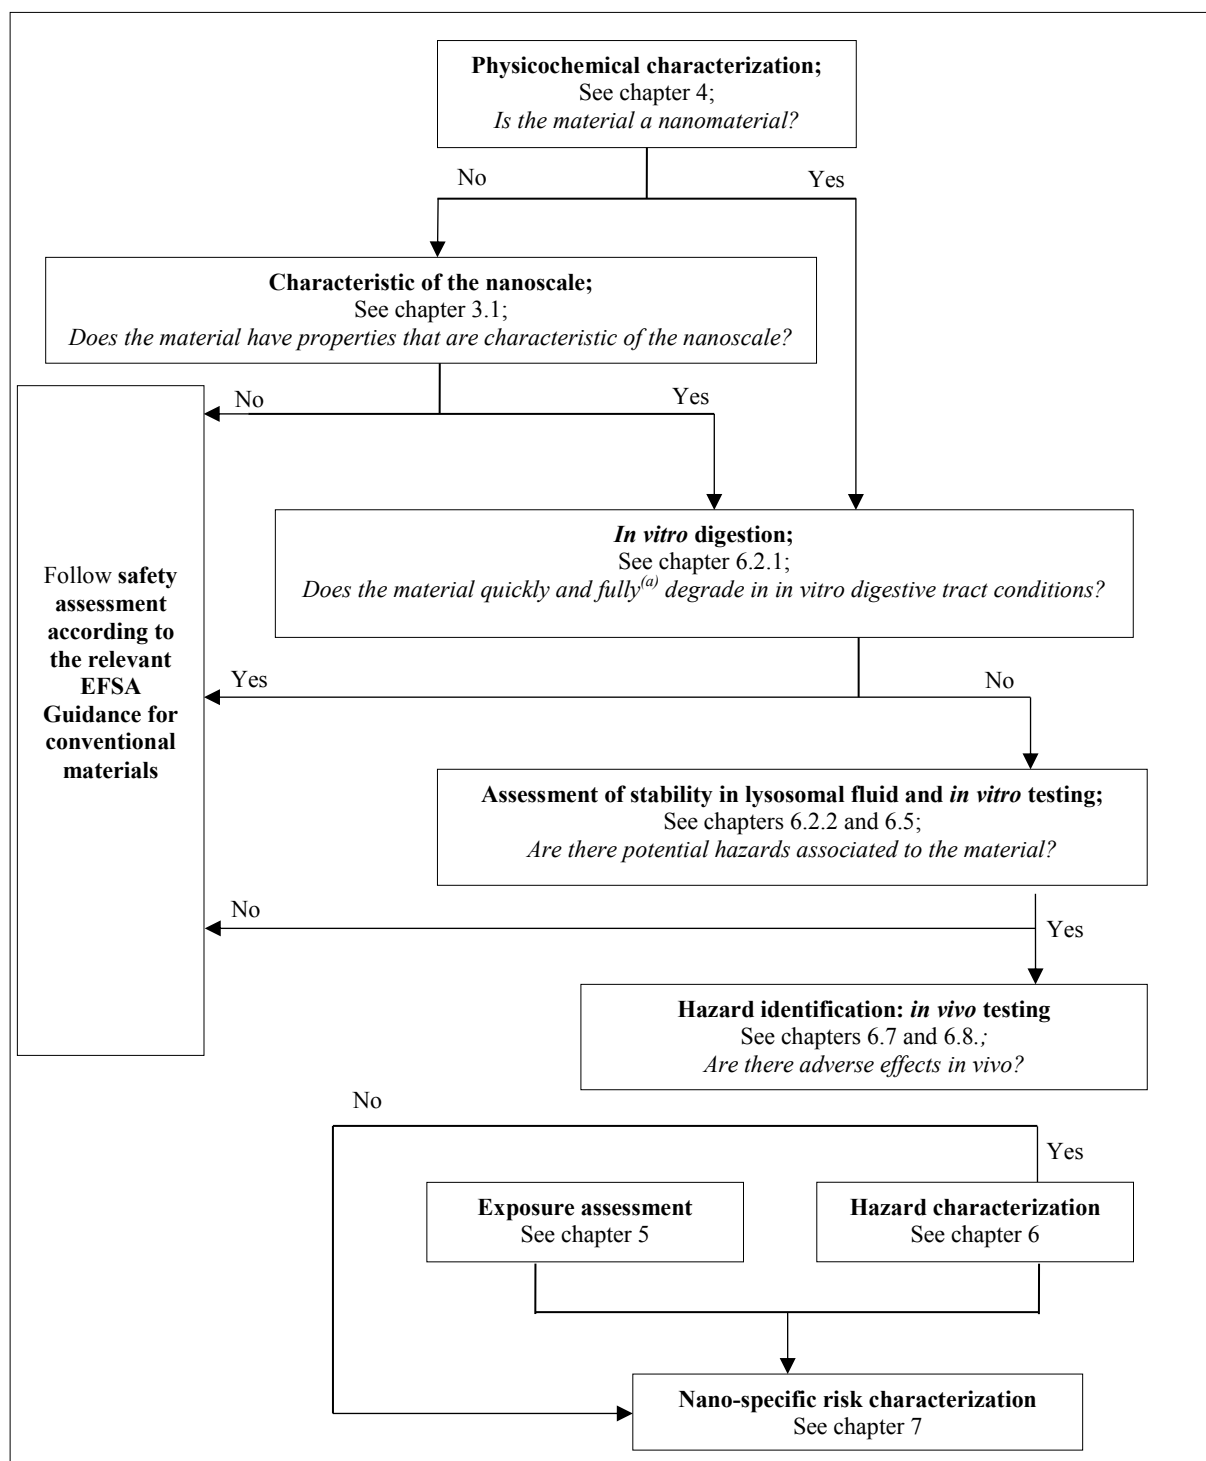 Physicochemical characterization;
See chapter 4;
Is the material a nanomaterial?
No
Yes
Characteristic of the nanoscale;
See chapter 3.1;
Does the material have properties that are characteristic of the nanoscale?
No
Yes
In vitro digestion;
See chapter 6.2.1;
Does the material quickly and fully(a) degrade in in vitro digestive tract conditions?
Follow safety
assessment
according to
the relevant
EFSA
Guidance for
conventional
materials
Yes
No
Assessment of stability in lysosomal fluid and in vitro testing;
See chapters 6.2.2 and 6.5;
Are there potential hazards associated to the material?
No
Yes
Hazard identification: in vivo testing
See chapters 6.7 and 6.8.;
Are there adverse effects in vivo?
No
Yes
Exposure assessment
See chapter 5
Hazard characterization
See chapter 6
Nano-specific risk characterization
See chapter 7